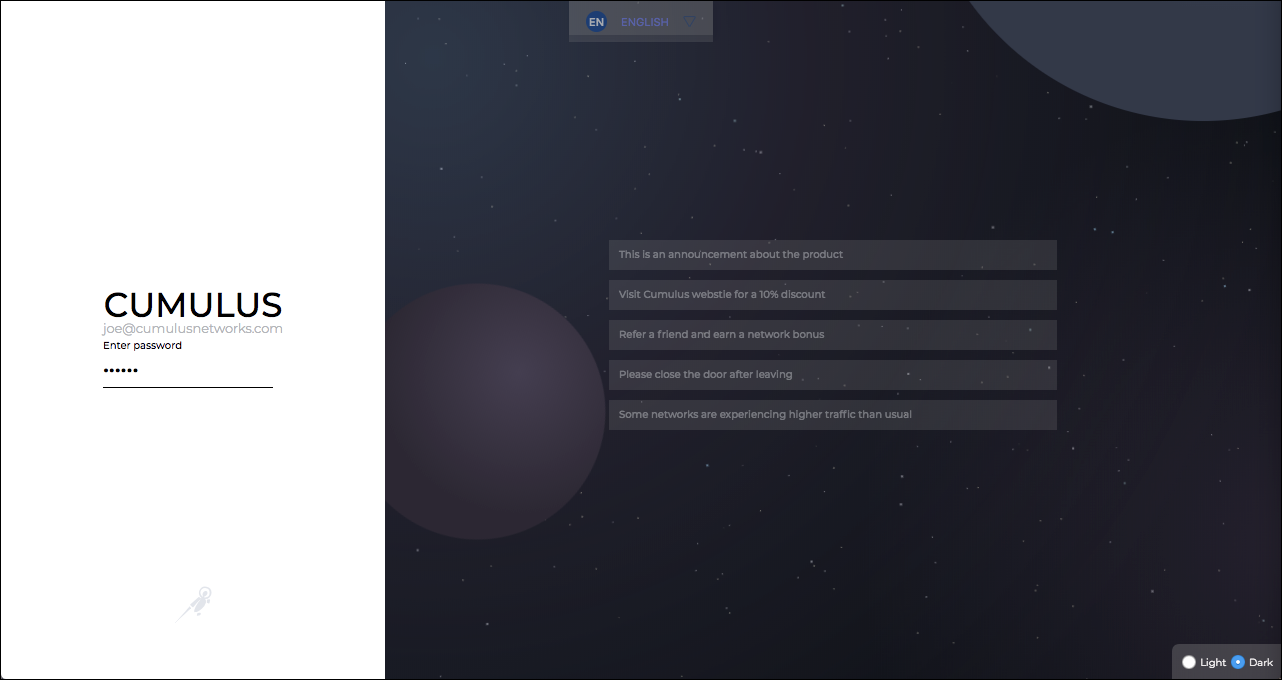 EN ENGLISH
CUMULUS
joe@cumulusnetworks.com
Enter password
••••••
This is an announcement about the product
Visit Cumulus webstie for a 10% discount
Refer a friend and earn a network bonus
Please close the door after leaving
Some networks are experiencing higher traffic than usual
Light Dark